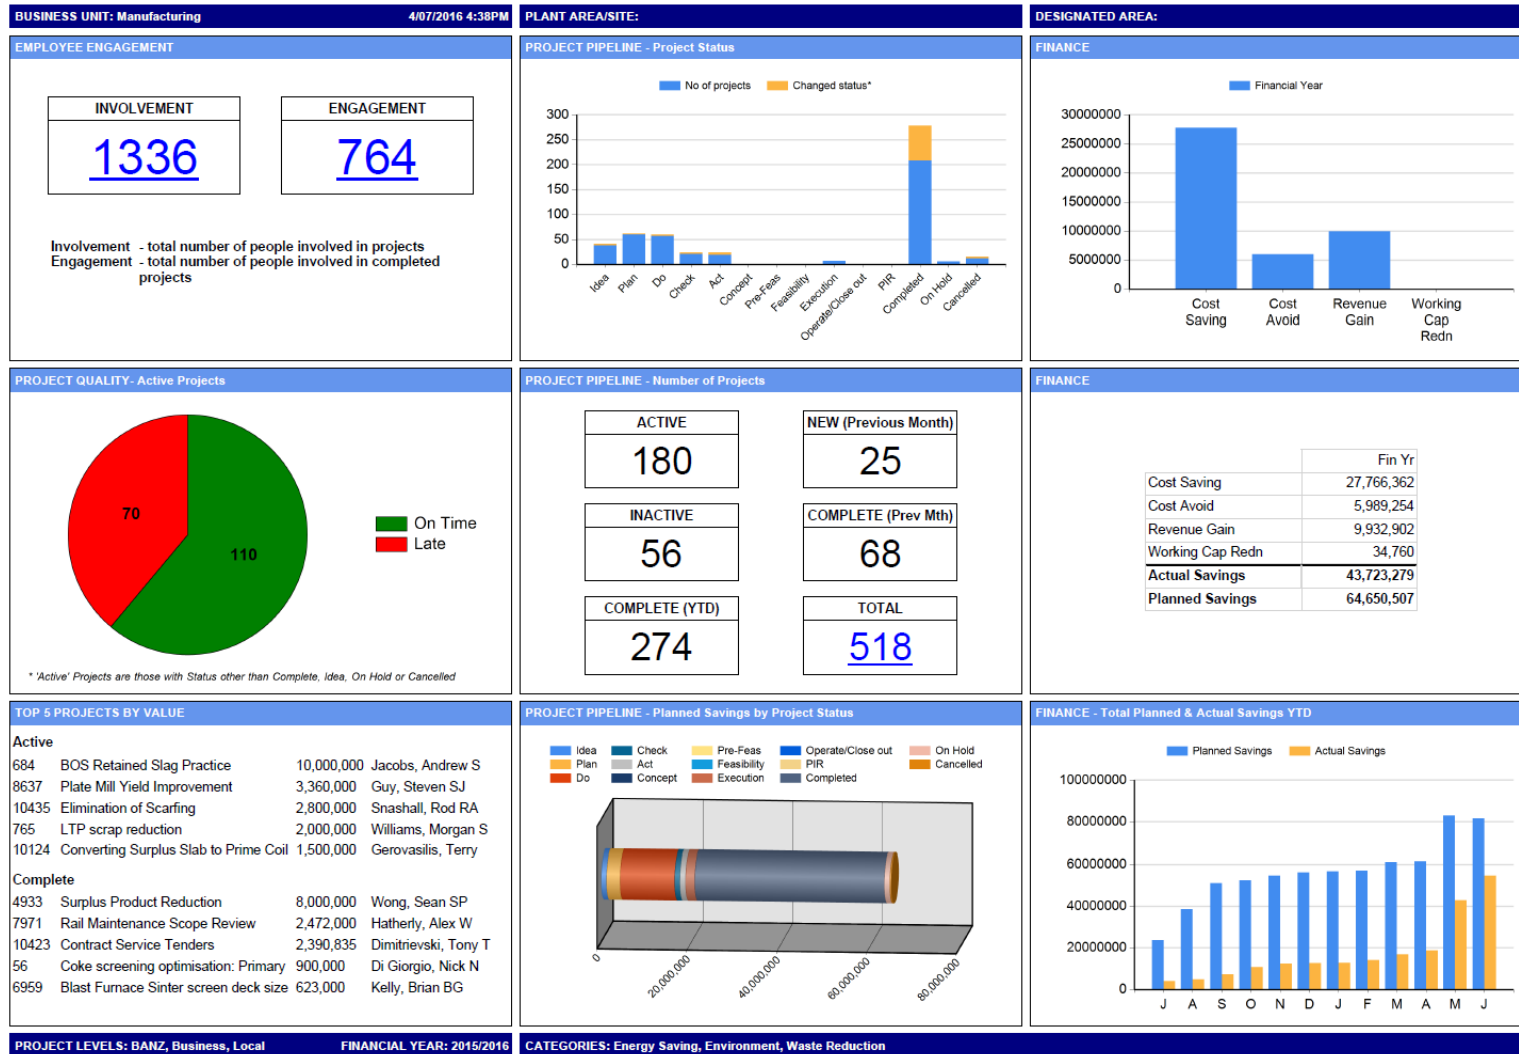 BUSINESS UNIT: Manufacturing 4/07/2016 4:38PM PLANT AREA/SITE: DESIGNATED AREA:
EMPLOYEE ENGAGEMENT
INVOLVEMENT ENGAGEMENT
1336 764
Involvement - total number of people involved in projects
Engagement - total number of people involved in completed
projects
PROJECT PIPELINE - Project Status
No of projects Changed status*
300
250
200
150
100
50
0
Idea Plan Do Check Act Concept Pre-Feas Feasibility Execution Operate/Close out PIR Completed On Hold Cancelled
FINANCE
Financial Year
30000000
25000000
20000000
15000000
10000000
5000000
0
Cost Cost Revenue Working
Saving Avoid Gain Cap
Redn
PROJECT QUALITY- Active Projects
70
110
On Time
Late
* 'Active' Projects are those with Status other than Complete, Idea, On Hold or Cancelled
PROJECT PIPELINE - Number of Projects
ACTIVE NEW (Previous Month)
180 25
INACTIVE COMPLETE (Prev Mth)
56 68
COMPLETE (YTD) TOTAL
274 518
FINANCE
Fin Yr
Cost Saving 27,766,362
Cost Avoid 5,989,254
Revenue Gain 9,932,902
Working Cap Redn 34,760
Actual Savings 43,723,279
Planned Savings 64,650,507
TOP 5 PROJECTS BY VALUE
Active
684 BOS Retained Slag Practice 10,000,000 Jacobs, Andrew S
8637 Plate Mill Yield Improvement 3,360,000 Guy, Steven SJ
10435 Elimination of Scarfing 2,800,000 Snashall, Rod RA
765 LTP scrap reduction 2,000,000 Williams, Morgan S
10124 Converting Surplus Slab to Prime Coil 1,500,000 Gerovasilis, Terry
Complete
4933 Surplus Product Reduction 8,000,000 Wong, Sean SP
7971 Rail Maintenance Scope Review 2,472,000 Hatherly, Alex W
10423 Contract Service Tenders 2,390,835 Dimitrievski, Tony T
56 Coke screening optimisation: Primary 900,000 Di Giorgio, Nick N
6959 Blast Furnace Sinter screen deck size 623,000 Kelly, Brian BG
PROJECT PIPELINE - Planned Savings by Project Status
Idea Check Pre-Feas Operate/Close out On Hold
Plan Act Feasibility PIR Cancelled
Do Concept Execution Completed
0 20,000,000 40,000,000 60,000,000 80,000,000
FINANCE - Total Planned & Actual Savings YTD
Planned Savings Actual Savings
100000000
80000000
60000000
40000000
20000000
0
J A S O N D J F M A M J
PROJECT LEVELS: BANZ, Business, Local FINANCIAL YEAR: 2015/2016 CATEGORIES: Energy Saving, Environment, Waste Reduction